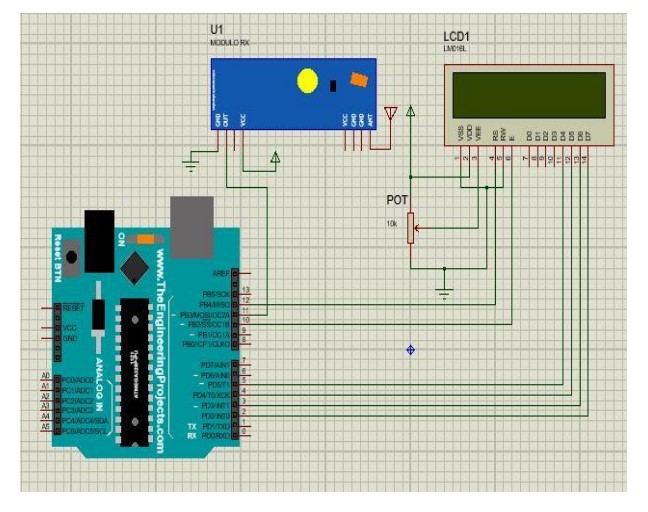 U1
MODULO RX
GND
OUT
VCC
VCC
GND
GND
ANT
LCD1
LM016L
VSS
VDD
VEE
RS
RW
E
D0
D1
D2
D3
D4
D5
D6
D7
1
2
3
4
5
6
7
8
9
10
11
12
13
14
POT
10k
Reset BTN
ON
www.TheEngineeringProjects.com
ANALOG IN
RESET
VCC
GND
A0
A1
A2
A3
A4
A5
PC0/ADC0
PC1/ADC1
PC2/ADC2
PC3/ADC3
PC4/ADC4/SDA
PC5/ADC5/SCL
AREF
PB5/SCK
13
PB4/MISO
12
~ PB3/MOSI/OC2A
11
~ PB2/SS/OC1B
10
~ PB1/OC1A
9
PB0/ICP1/CLKO
8
PD7/AIN1
7
~ PD6/AIN0
6
~ PD5/T1
5
PD4/T0/XCK
4
~ PD3/INT1
3
PD2/INT0
2
TX PD1/TXD
1
RX PD0/RXD
0